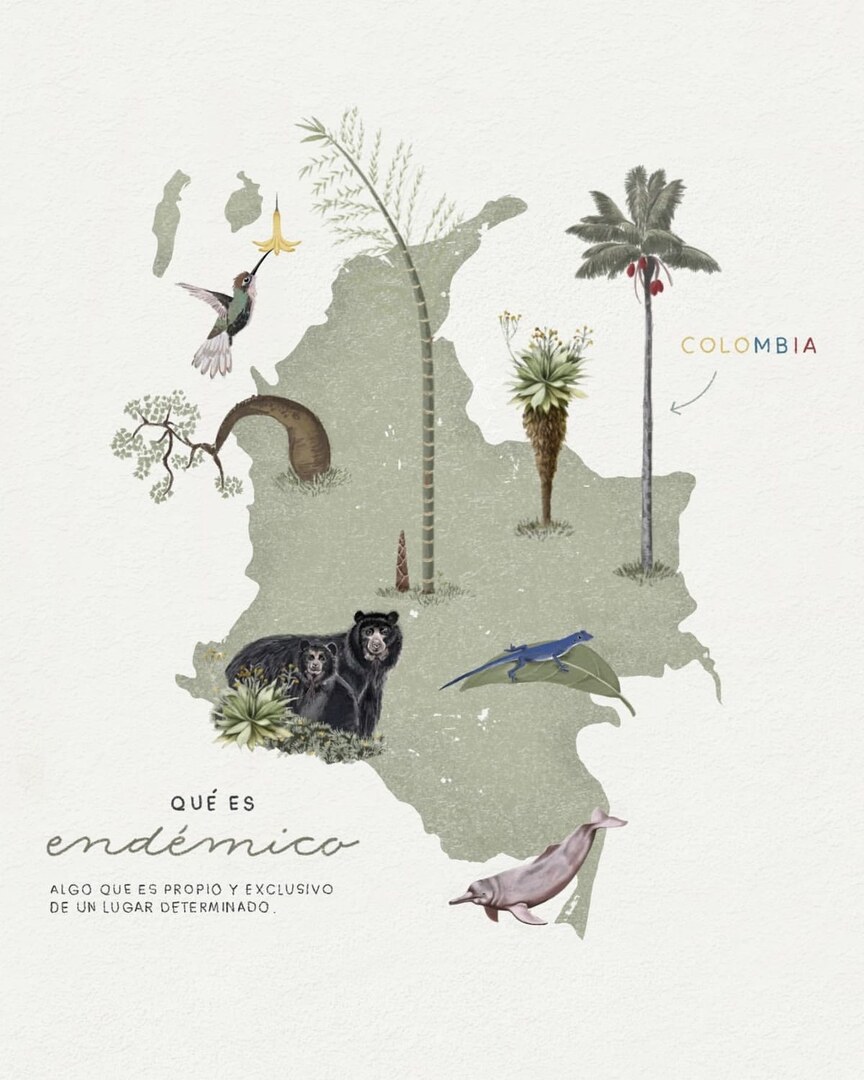 COLOMBIA
QUÉ ES
endémico
ALGO QUE ES PROPIO Y EXCLUSIVO
DE UN LUGAR DETERMINADO.